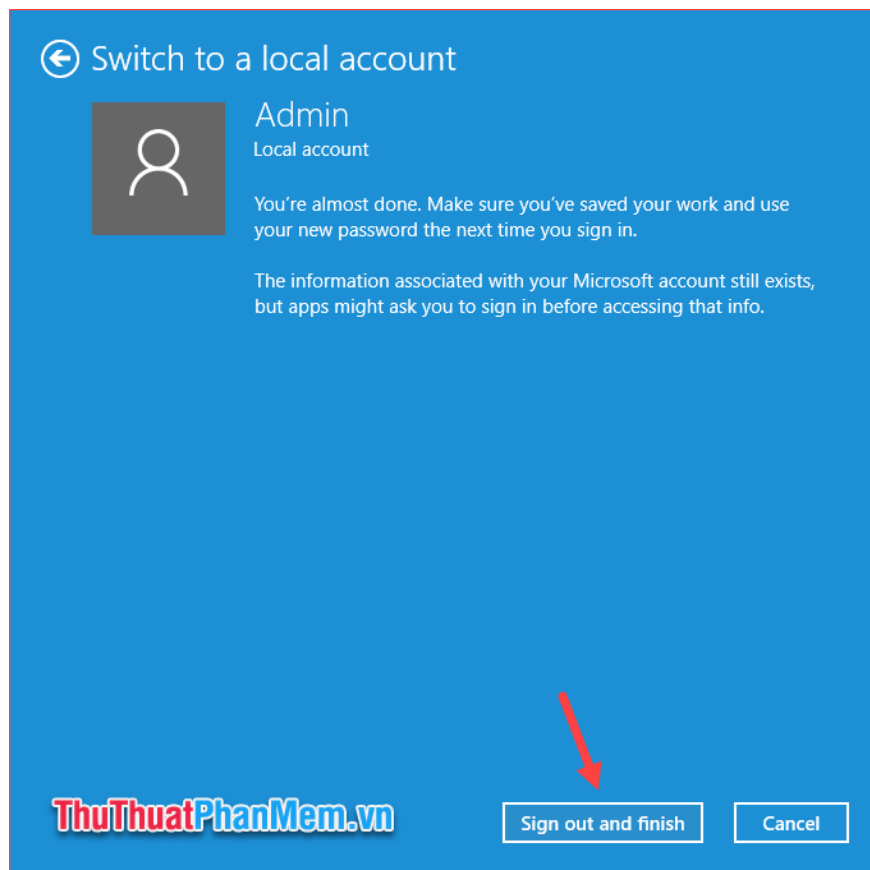 Switch to a local account
Admin
Local account
You're almost done. Make sure you've saved your work and use
your new password the next time you sign in.
The information associated with your Microsoft account still exists,
but apps might ask you to sign in before accessing that info.
ThuThuatPhanMem.vn
Sign out and finish
Cancel